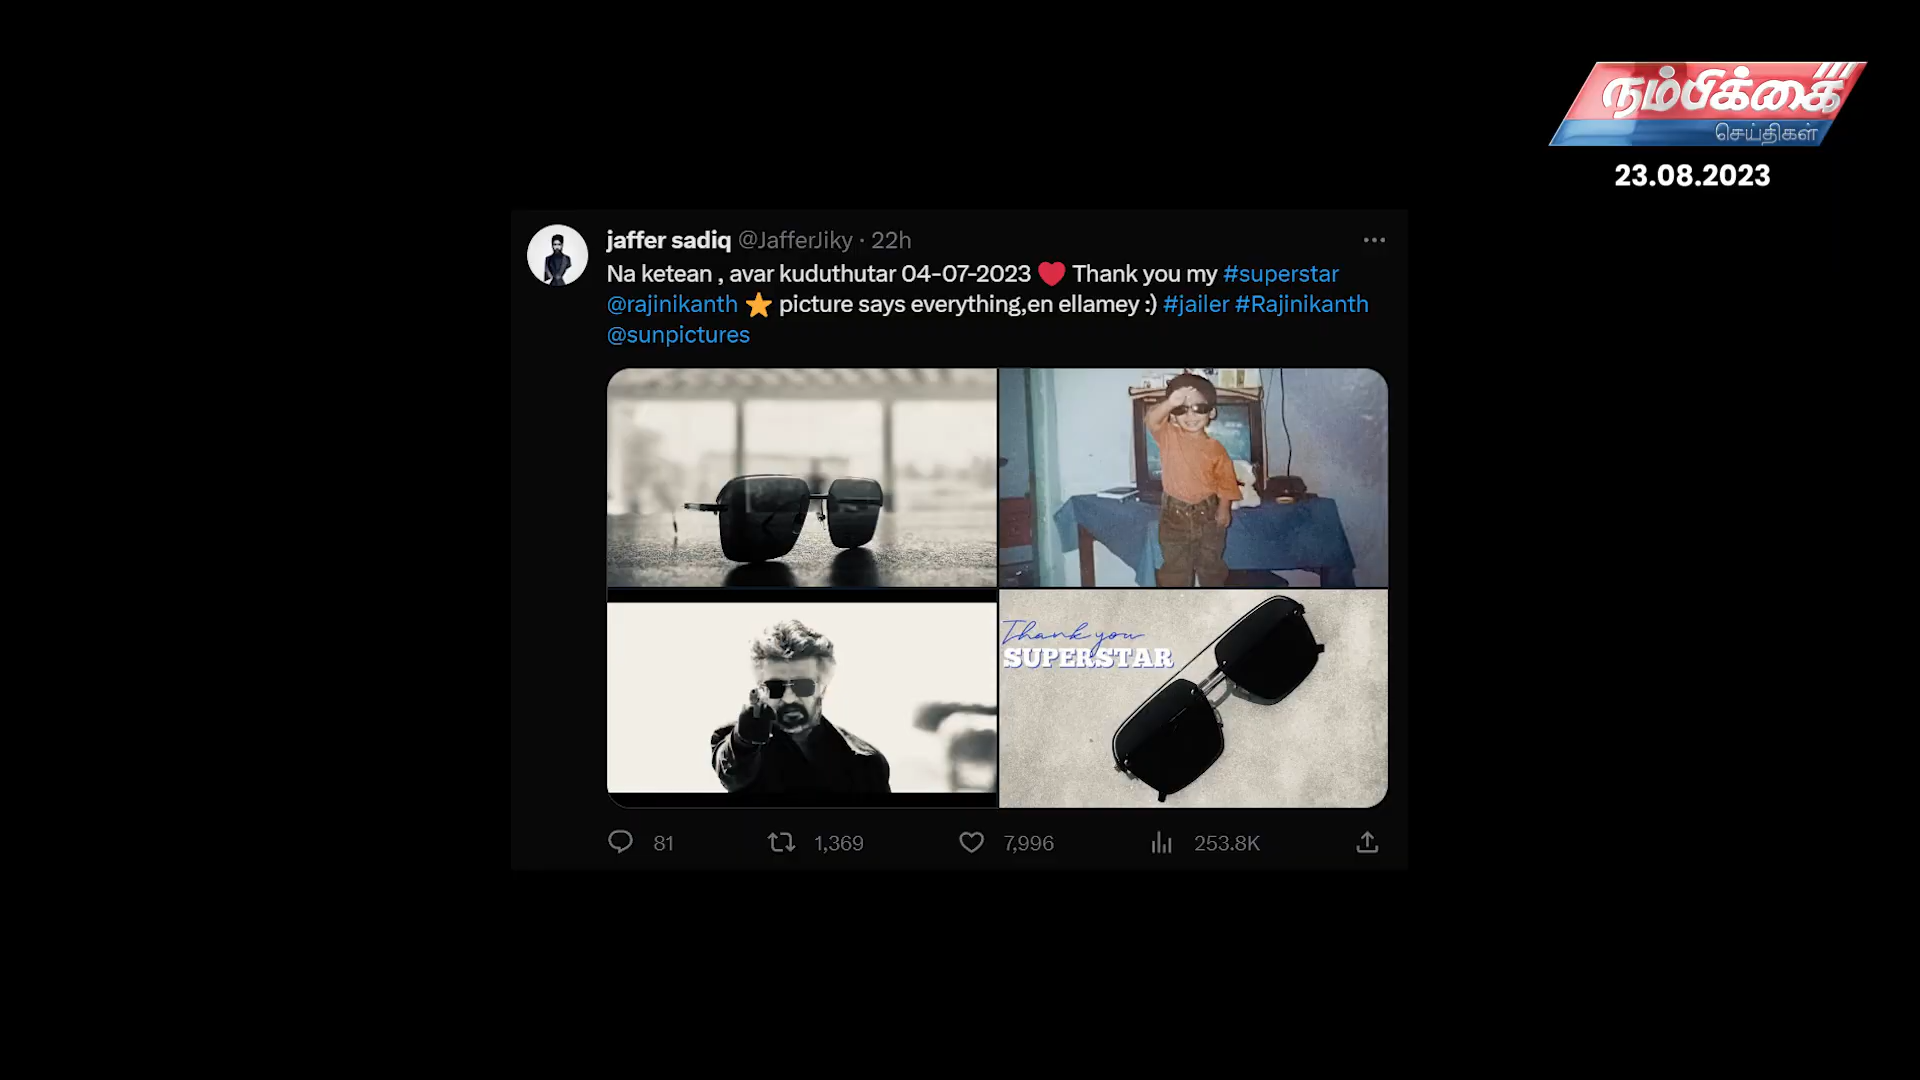 நம்பிக்கை
செய்திகள்
23.08.2023
jaffer sadiq @JafferJiky · 22h
Na ketean , avar kuduthutar 04-07-2023 ❤️ Thank you my #superstar
@rajinikanth ⭐ picture says everything,en ellamey :) #jailer #Rajinikanth
@sunpictures
Thank you
SUPERSTAR
81 1,369 7,996 253.8K